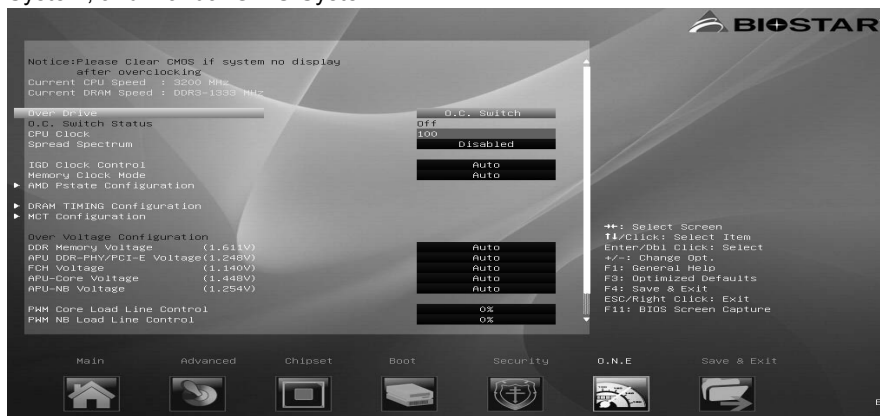 BIOSTAR
Notice:Please Clear CMOS if system no display
after overclocking
Current CPU Speed : 3200 MHz
Current DRAM Speed : DDR3-1333 MHz
Over Drive O.C. Switch
O.C. Switch Status Off
CPU Clock 100
Spread Spectrum Disabled
IGD Clock Control Auto
Memory Clock Mode Auto
AMD Pstate Configuration
DRAM TIMING Configuration
MCT Configuration
Over Voltage Configuration
DDR Memory Voltage (1.611V) Auto
APU DDR-PHY/PCI-E Voltage(1.248V) Auto
FCH Voltage (1.140V) Auto
APU-Core Voltage (1.448V) Auto
APU-NB Voltage (1.254V) Auto
PWM Core Load Line Control 0%
PWM NB Load Line Control 0%
→←: Select Screen
↑↓/Click: Select Item
Enter/Dbl Click: Select
+/-: Change Opt.
F1: General Help
F3: Optimized Defaults
F4: Save & Exit
ESC/Right Click: Exit
F11: BIOS Screen Capture
Main Advanced Chipset Boot Security O.N.E Save & Exit